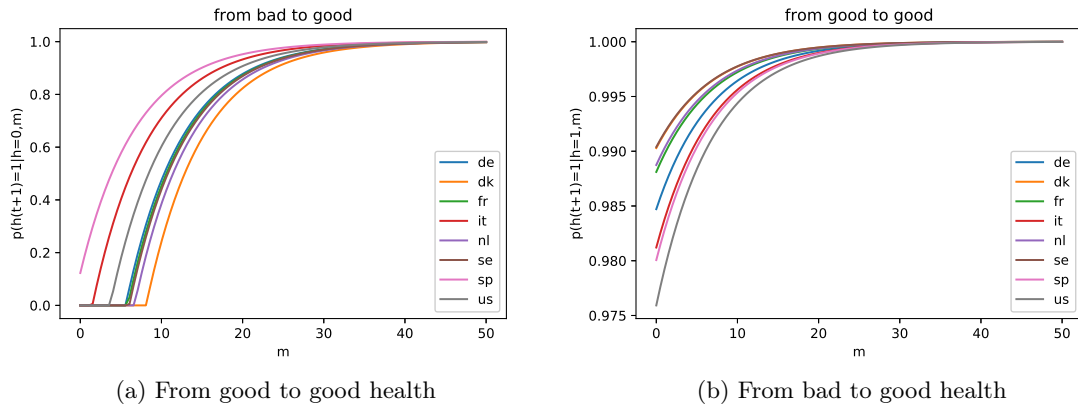 from bad to good
p(h(t+1)=1|h=0,m)
1.0
0.8
0.6
0.4
0.2
0.0
0
10
20
30
40
50
m
de
dk
fr
it
nl
se
sp
us
(a) From good to good health
from good to good
p(h(t+1)=1|h=1,m)
1.000
0.995
0.990
0.985
0.980
0.975
0
10
20
30
40
50
m
de
dk
fr
it
nl
se
sp
us
(b) From bad to good health